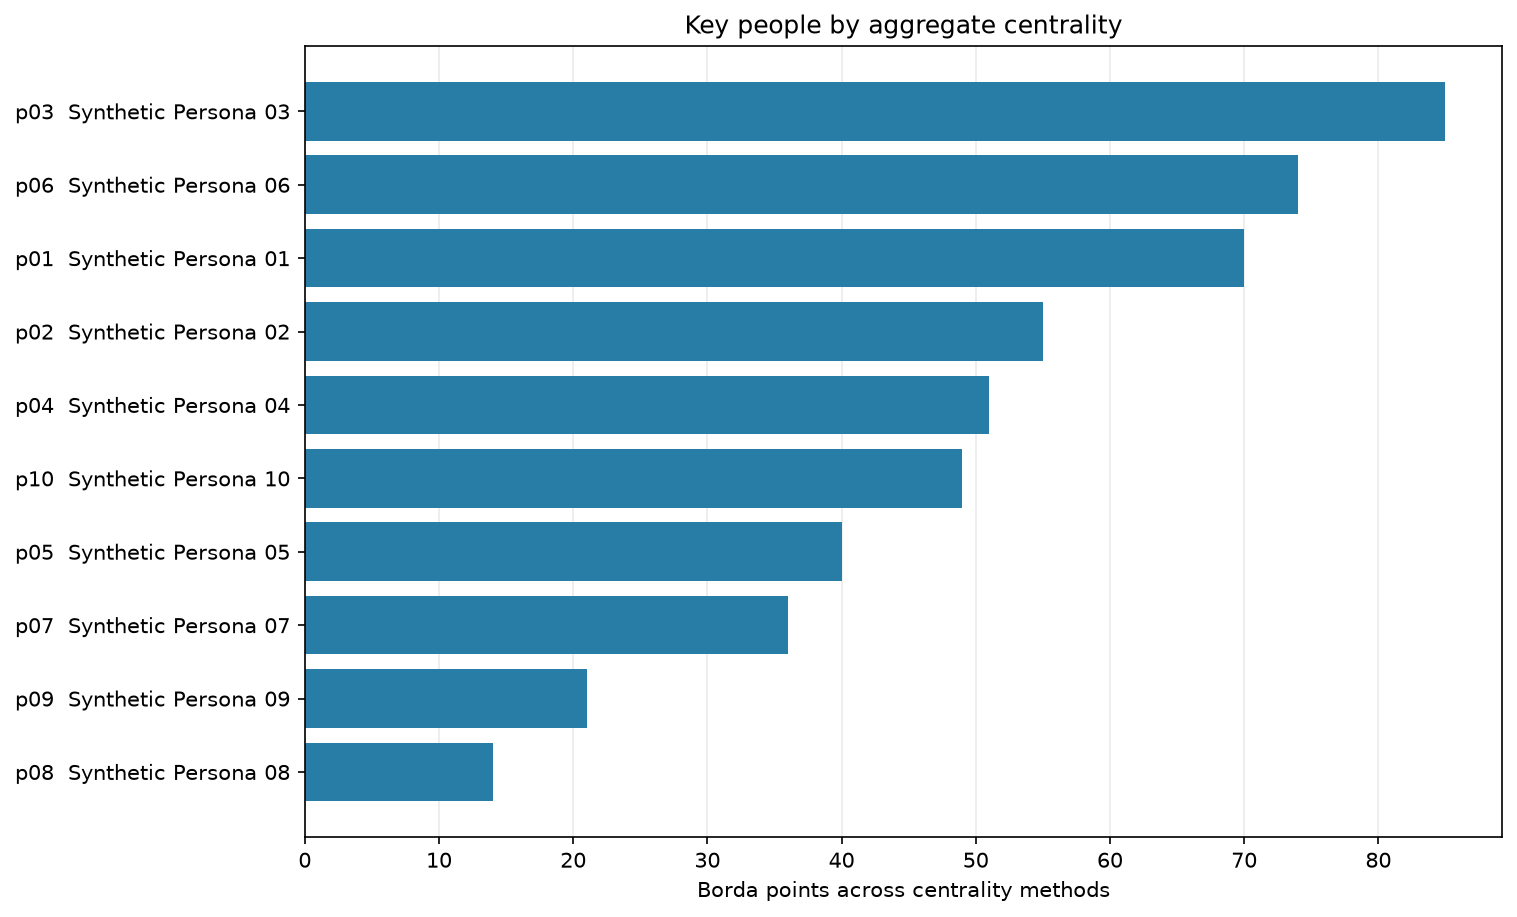 Key people by aggregate centrality
p03  Synthetic Persona 03
p06  Synthetic Persona 06
p01  Synthetic Persona 01
p02  Synthetic Persona 02
p04  Synthetic Persona 04
p10  Synthetic Persona 10
p05  Synthetic Persona 05
p07  Synthetic Persona 07
p09  Synthetic Persona 09
p08  Synthetic Persona 08
0 10 20 30 40 50 60 70 80
Borda points across centrality methods